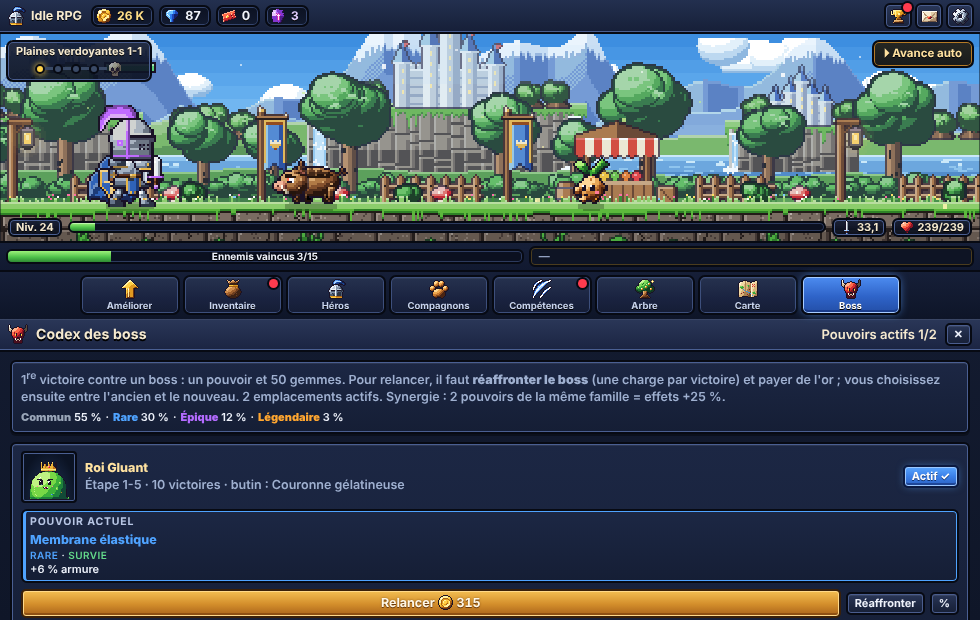 Idle RPG 26 K 87 0 3
Plaines verdoyantes 1-1
Avance auto
Niv. 24
33,1
239/239
Ennemis vaincus 3/15
—
Améliorer
Inventaire
Héros
Compagnons
Compétences
Arbre
Carte
Boss
Codex des boss
Pouvoirs actifs 1/2
×
1re victoire contre un boss : un pouvoir et 50 gemmes. Pour relancer, il faut réaffronter le boss (une charge par victoire) et payer de l'or ; vous choisissez
ensuite entre l'ancien et le nouveau. 2 emplacements actifs. Synergie : 2 pouvoirs de la même famille = effets +25 %.
Commun 55 % · Rare 30 % · Épique 12 % · Légendaire 3 %
Roi Gluant
Étape 1-5 · 10 victoires · butin : Couronne gélatineuse
Actif ✓
POUVOIR ACTUEL
Membrane élastique
RARE · SURVIE
+6 % armure
Relancer 315
Réaffronter
%